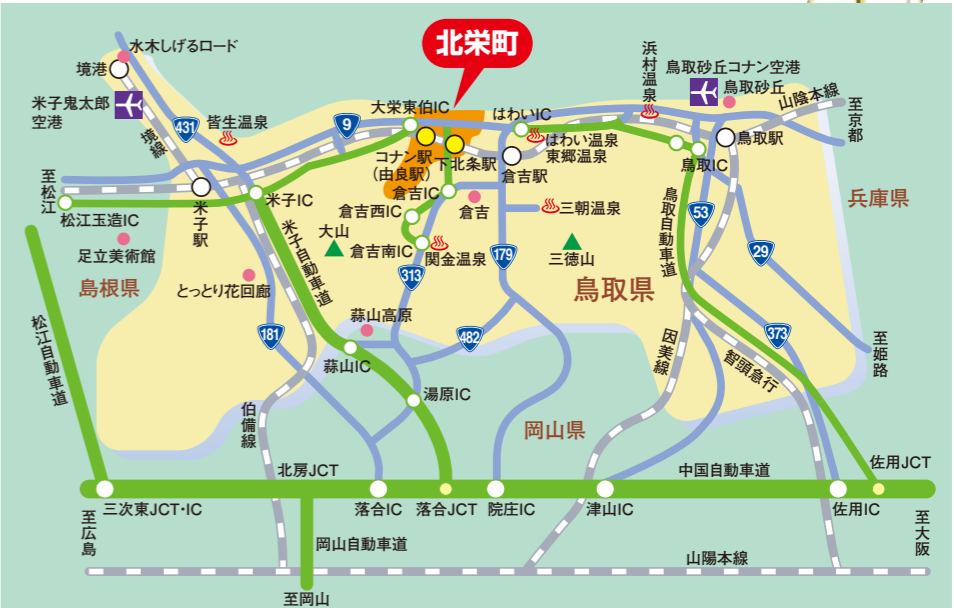 北栄町
水木しげるロード
境港
米子鬼太郎
空港
境線
431
皆生温泉
9
大栄東伯IC
はわいIC
浜村温泉
鳥取砂丘コナン空港
鳥取砂丘
山陰本線
至京都
コナン駅
(由良駅)
下北条駅
はわい温泉
東郷温泉
倉吉駅
鳥取駅
鳥取IC
至松江
松江玉造IC
米子駅
米子IC
倉吉IC
倉吉
倉吉西IC
倉吉南IC
関金温泉
三朝温泉
兵庫県
足立美術館
島根県
とっとり花回廊
大山
米子自動車道
313
179
三徳山
鳥取県
鳥取自動車道
53
29
松江自動車道
181
蒜山高原
蒜山IC
482
373
至姫路
因美線
智頭急行
湯原IC
伯備線
岡山県
北房JCT
中国自動車道
佐用JCT
三次東JCT・IC
落合IC
落合JCT
院庄IC
津山IC
佐用IC
至広島
至大阪
岡山自動車道
山陽本線
至岡山